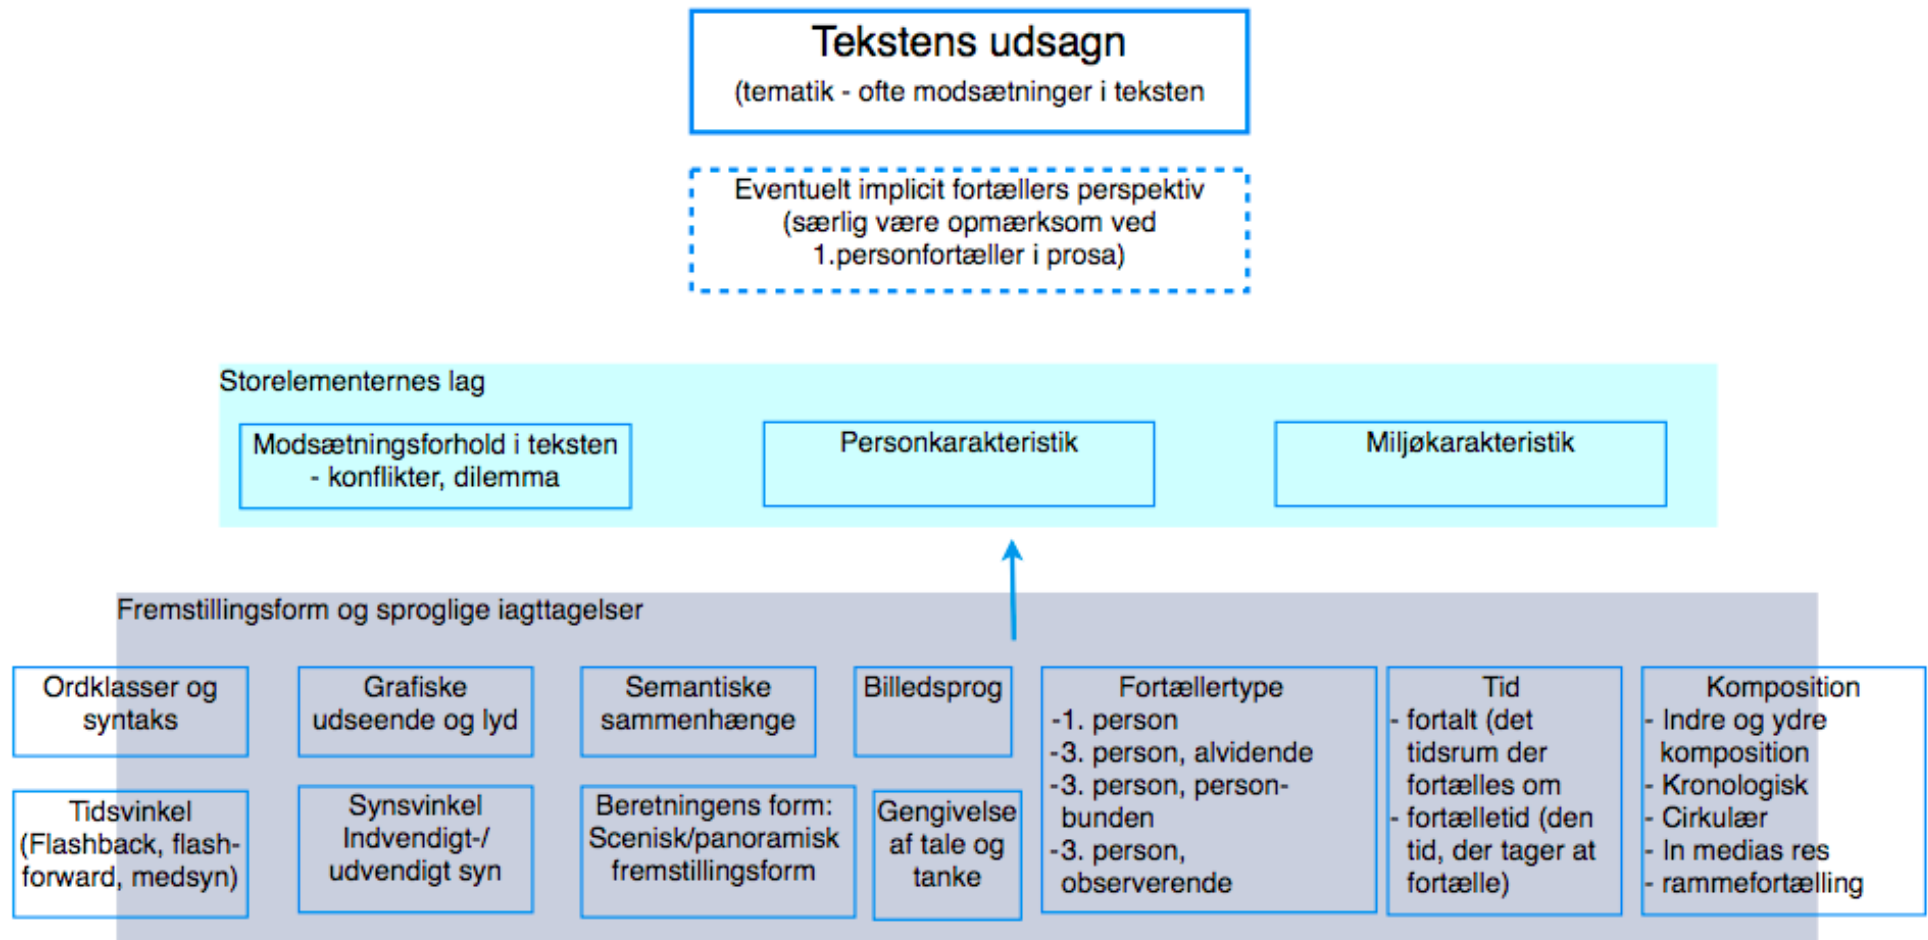 Tekstens udsagn
(tematik - ofte modsætninger i teksten
Eventuelt implicit fortællers perspektiv
(særlig være opmærksom ved
1.personfortæller i prosa)
Storelementernes lag
Modsætningsforhold i teksten
- konflikter, dilemma
Personkarakteristik
Miljøkarakteristik
Fremstillingsform og sproglige iagttagelser
Ordklasser og
syntaks
Grafiske
udseende og lyd
Semantiske
sammenhænge
Billedsprog
Fortællertype
-1. person
-3. person, alvidende
-3. person, person-
bunden
-3. person,
observerende
Tid
- fortalt (det
tidsrum der
fortælles om
- fortælletid (den
tid, der tager at
fortælle)
Komposition
- Indre og ydre
komposition
- Kronologisk
- Cirkulær
- In medias res
- rammefortælling
Tidsvinkel
(Flashback, flash-
forward, medsyn)
Synsvinkel
Indvendigt-/
udvendigt syn
Beretningens form:
Scenisk/panoramisk
fremstillingsform
Gengivelse
af tale og
tanke